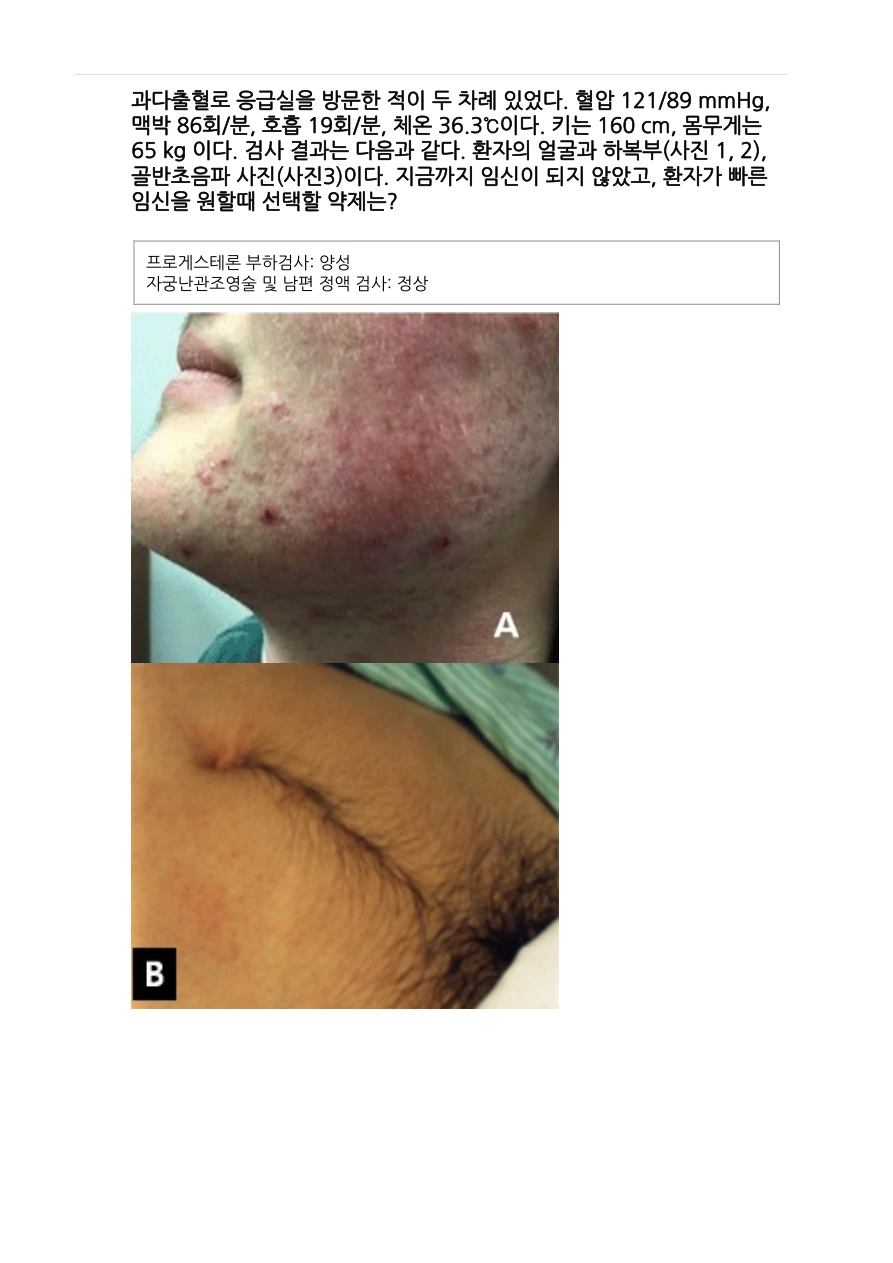 과다출혈로 응급실을 방문한 적이 두 차례 있었다. 혈압 121/89 mmHg,
맥박 86회/분, 호흡 19회/분, 체온 36.3℃이다. 키는 160 cm, 몸무게는
65 kg 이다. 검사 결과는 다음과 같다. 환자의 얼굴과 하복부(사진 1, 2),
골반초음파 사진(사진3)이다. 지금까지 임신이 되지 않았고, 환자가 빠른
임신을 원할때 선택할 약제는?
프로게스테론 부하검사: 양성
자궁난관조영술 및 남편 정액 검사: 정상
A
B